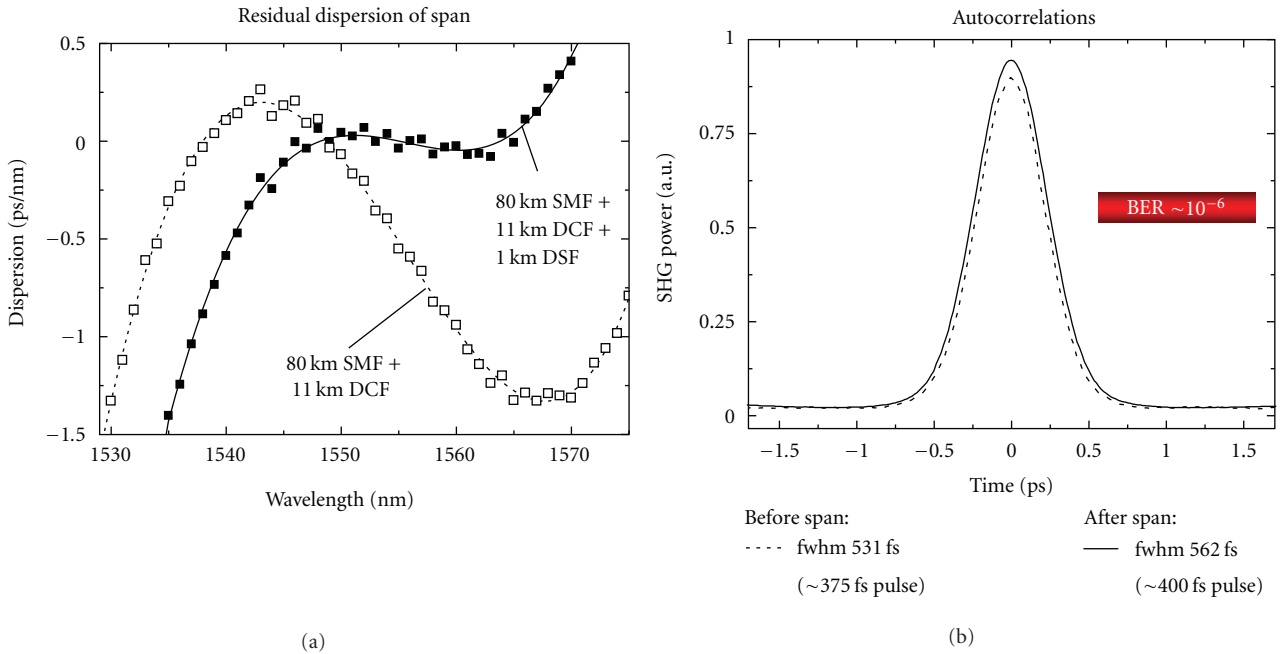 Residual dispersion of span
0.5
0
−0.5
−1
−1.5
Dispersion (ps/nm)
1530
1540
1550
1560
1570
Wavelength (nm)
80 km SMF +
11 km DCF +
1 km DSF
80 km SMF +
11 km DCF
(a)
Autocorrelations
1
0.75
0.5
0.25
0
SHG power (a.u.)
BER ∼10⁻⁶
−1.5
−1
−0.5
0
0.5
1
1.5
Time (ps)
Before span:
fwhm 531 fs
(∼375 fs pulse)
After span:
fwhm 562 fs
(∼400 fs pulse)
(b)